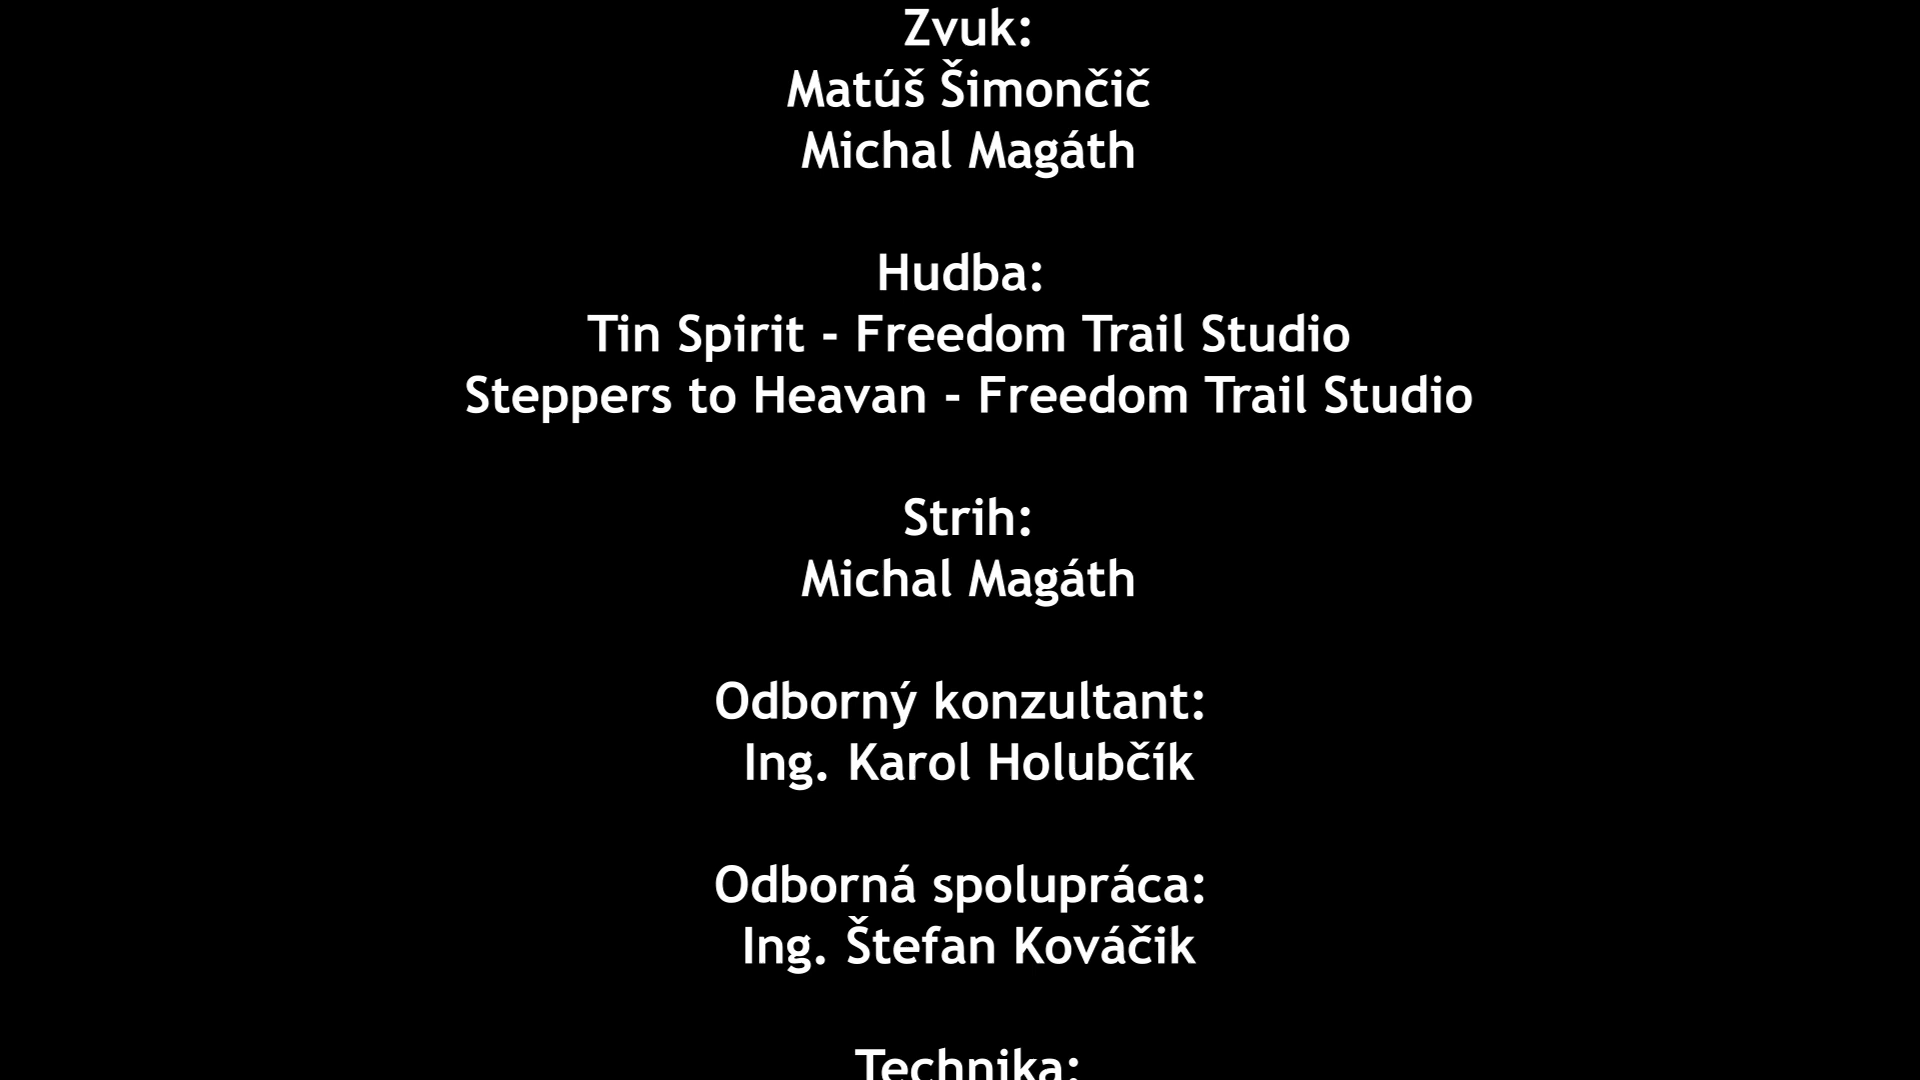 Zvuk:
Matúš Šimončič
Michal Magáth
Hudba:
Tin Spirit - Freedom Trail Studio
Steppers to Heavan - Freedom Trail Studio
Strih:
Michal Magáth
Odborný konzultant:
Ing. Karol Holubčík
Odborná spolupráca:
Ing. Štefan Kováčik
Technika: